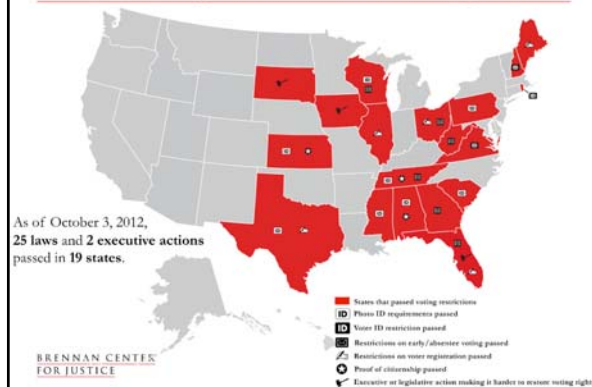 As of October 3, 2012,
25 laws and 2 executive actions
passed in 19 states.
States that passed voting restrictions
ID Photo ID requirements passed
ID Voter ID restriction passed
Restrictions on early/absentee voting passed
Restrictions on voter registration passed
Proof of citizenship passed
Executive or legislative action making it harder to restore voting right
BRENNAN CENTER
FOR JUSTICE